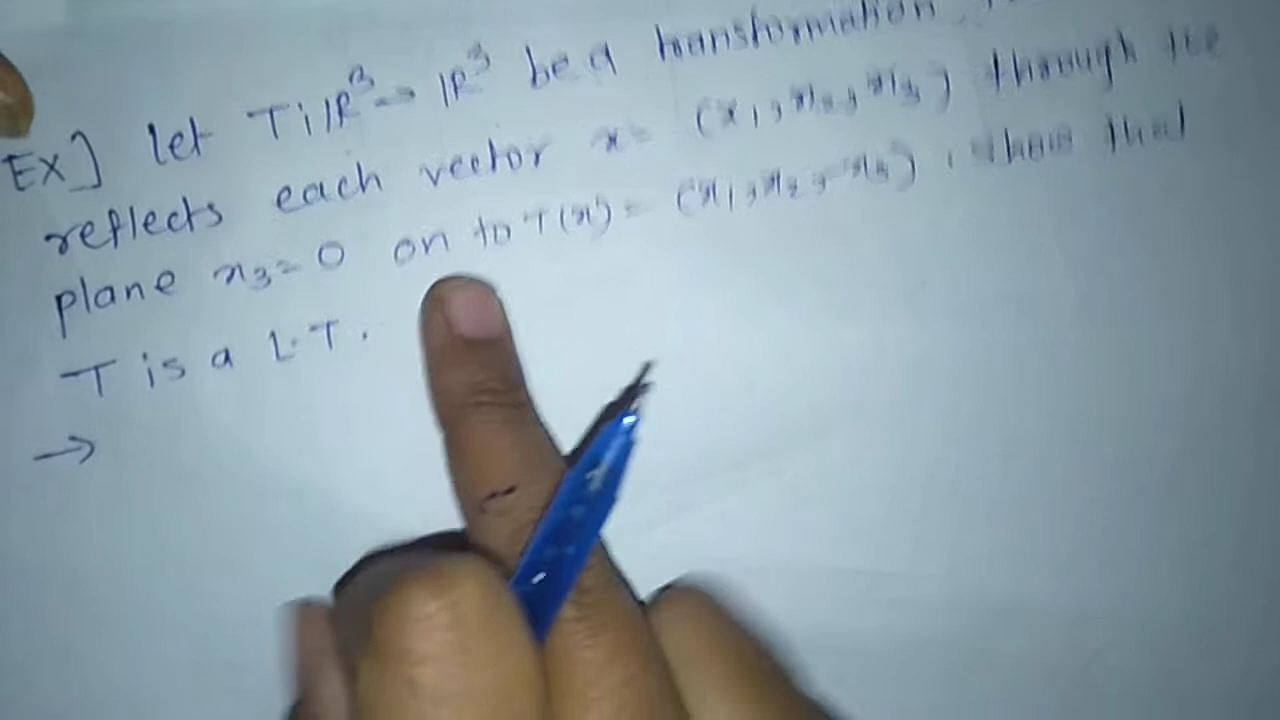 Ex] let T:ℝ³→ℝ³ be a transformation
reflects each vector x = (x₁, x₂, x₃) through the
plane x₃=0 on to T(x) = (x₁, x₂, -x₃). show that
T is a L.T.
→